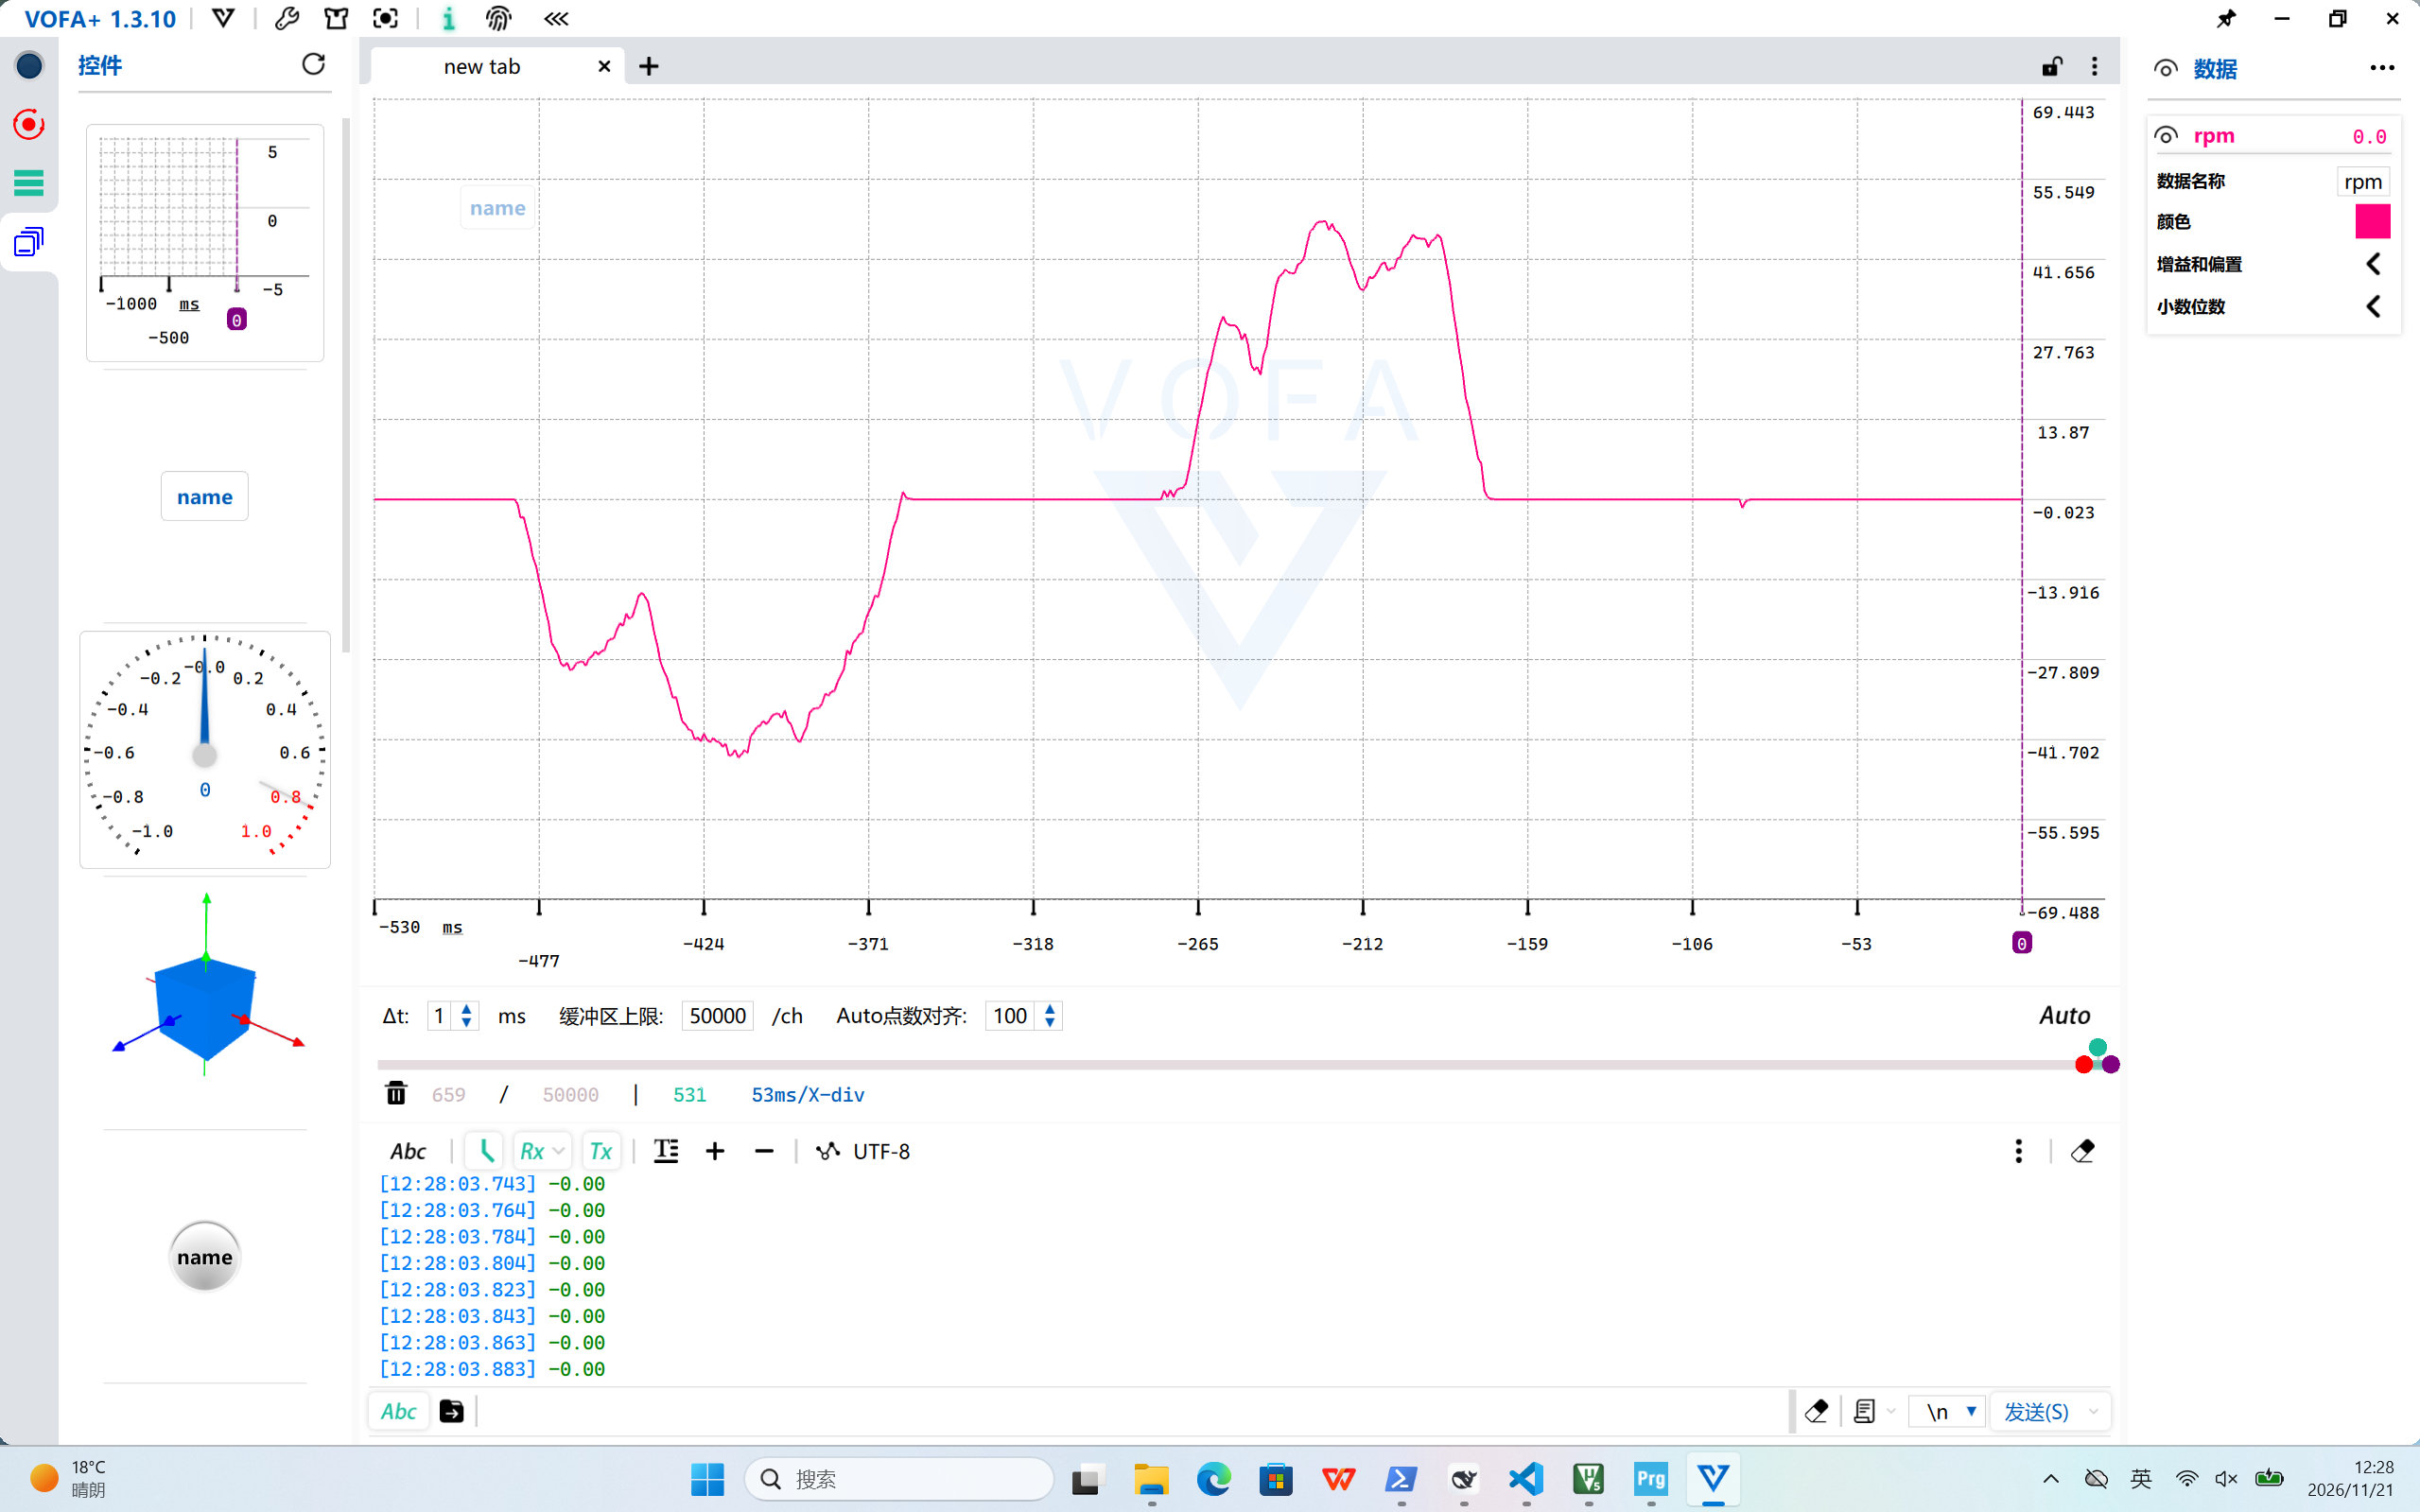 VOFA+ 1.3.10
控件
new tab
数据
5
0
-5
-1000 ms
0
-500
name
-0.0
-0.2 0.2
-0.4 0.4
-0.6 0.6
-0.8 0 0.8
-1.0 1.0
name
name
VOFA
69.443
55.549
41.656
27.763
13.87
-0.023
-13.916
-27.809
-41.702
-55.595
-69.488
-530 ms
-477
-424
-371
-318
-265
-212
-159
-106
-53
0
Δt: 1 ms 缓冲区上限: 50000 /ch Auto点数对齐: 100 Auto
659 / 50000 | 531 53ms/X-div
Abc Rx Tx UTF-8
[12:28:03.743] -0.00
[12:28:03.764] -0.00
[12:28:03.784] -0.00
[12:28:03.804] -0.00
[12:28:03.823] -0.00
[12:28:03.843] -0.00
[12:28:03.863] -0.00
[12:28:03.883] -0.00
Abc \n 发送(S)
rpm 0.0
数据名称 rpm
颜色
增益和偏置
小数位数
18°C
晴朗
搜索
Prg
英
12:28
2026/11/21